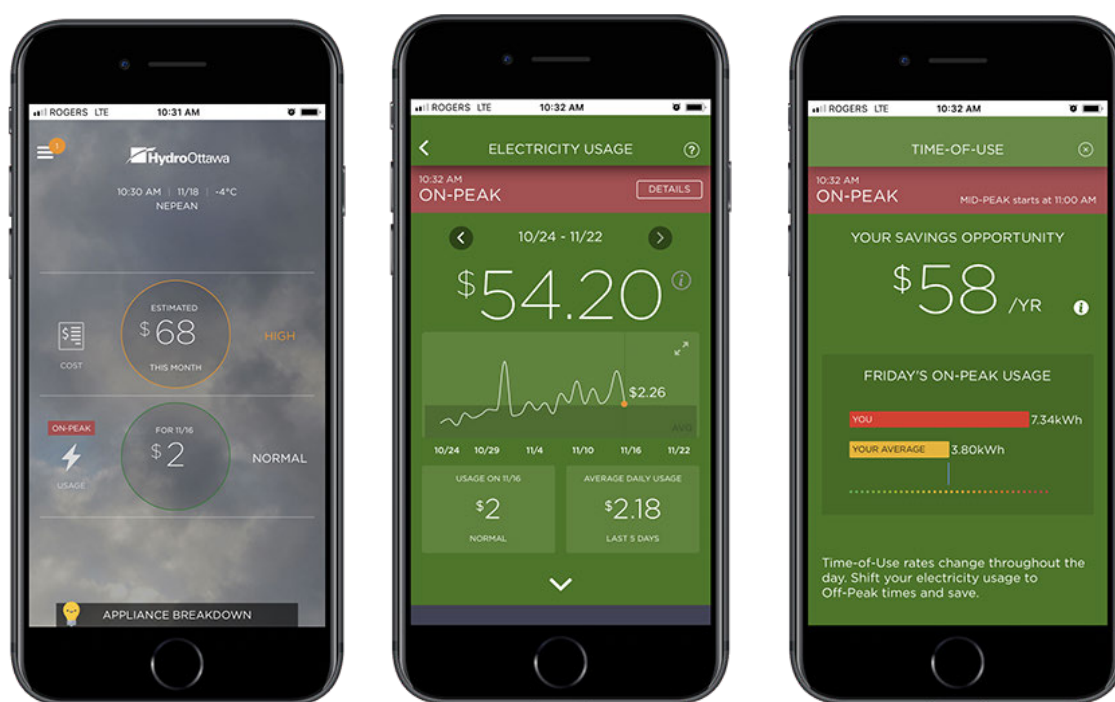 ROGERS LTE 10:31 AM
1
HydroOttawa
10:30 AM | 11/18 | -4°C
NEPEAN
ESTIMATED
$68
THIS MONTH
COST
HIGH
ON-PEAK
USAGE
FOR 11/16
$2
NORMAL
APPLIANCE BREAKDOWN
ROGERS LTE 10:32 AM
ELECTRICITY USAGE ?
10:32 AM
ON-PEAK
DETAILS
10/24 - 11/22
$54.20 i
$2.26
AVG
10/24 10/29 11/4 11/10 11/16 11/22
USAGE ON 11/16
$2
NORMAL
AVERAGE DAILY USAGE
$2.18
LAST 5 DAYS
ROGERS LTE 10:32 AM
TIME-OF-USE
10:32 AM
ON-PEAK
MID-PEAK starts at 11:00 AM
YOUR SAVINGS OPPORTUNITY
$58 /YR i
FRIDAY'S ON-PEAK USAGE
YOU 7.34kWh
YOUR AVERAGE 3.80kWh
Time-of-Use rates change throughout the
day. Shift your electricity usage to
Off-Peak times and save.